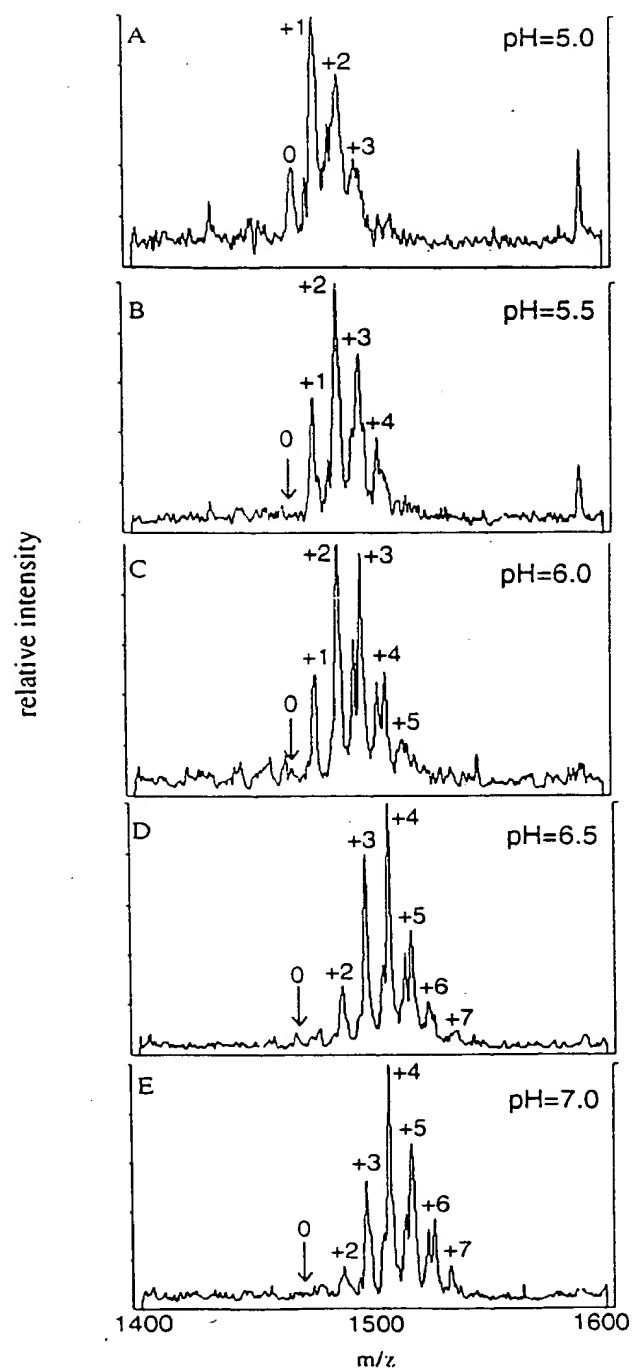 A
pH=5.0
+1
+2
0
+3
B
pH=5.5
+2
+3
+1
+4
0
relative intensity
C
pH=6.0
+2
+3
+1
+4
0
+5
D
pH=6.5
+4
+3
+5
0
+2
+6
+7
E
pH=7.0
+4
+5
+3
+6
0
+2
+7
1400
1500
1600
m/z